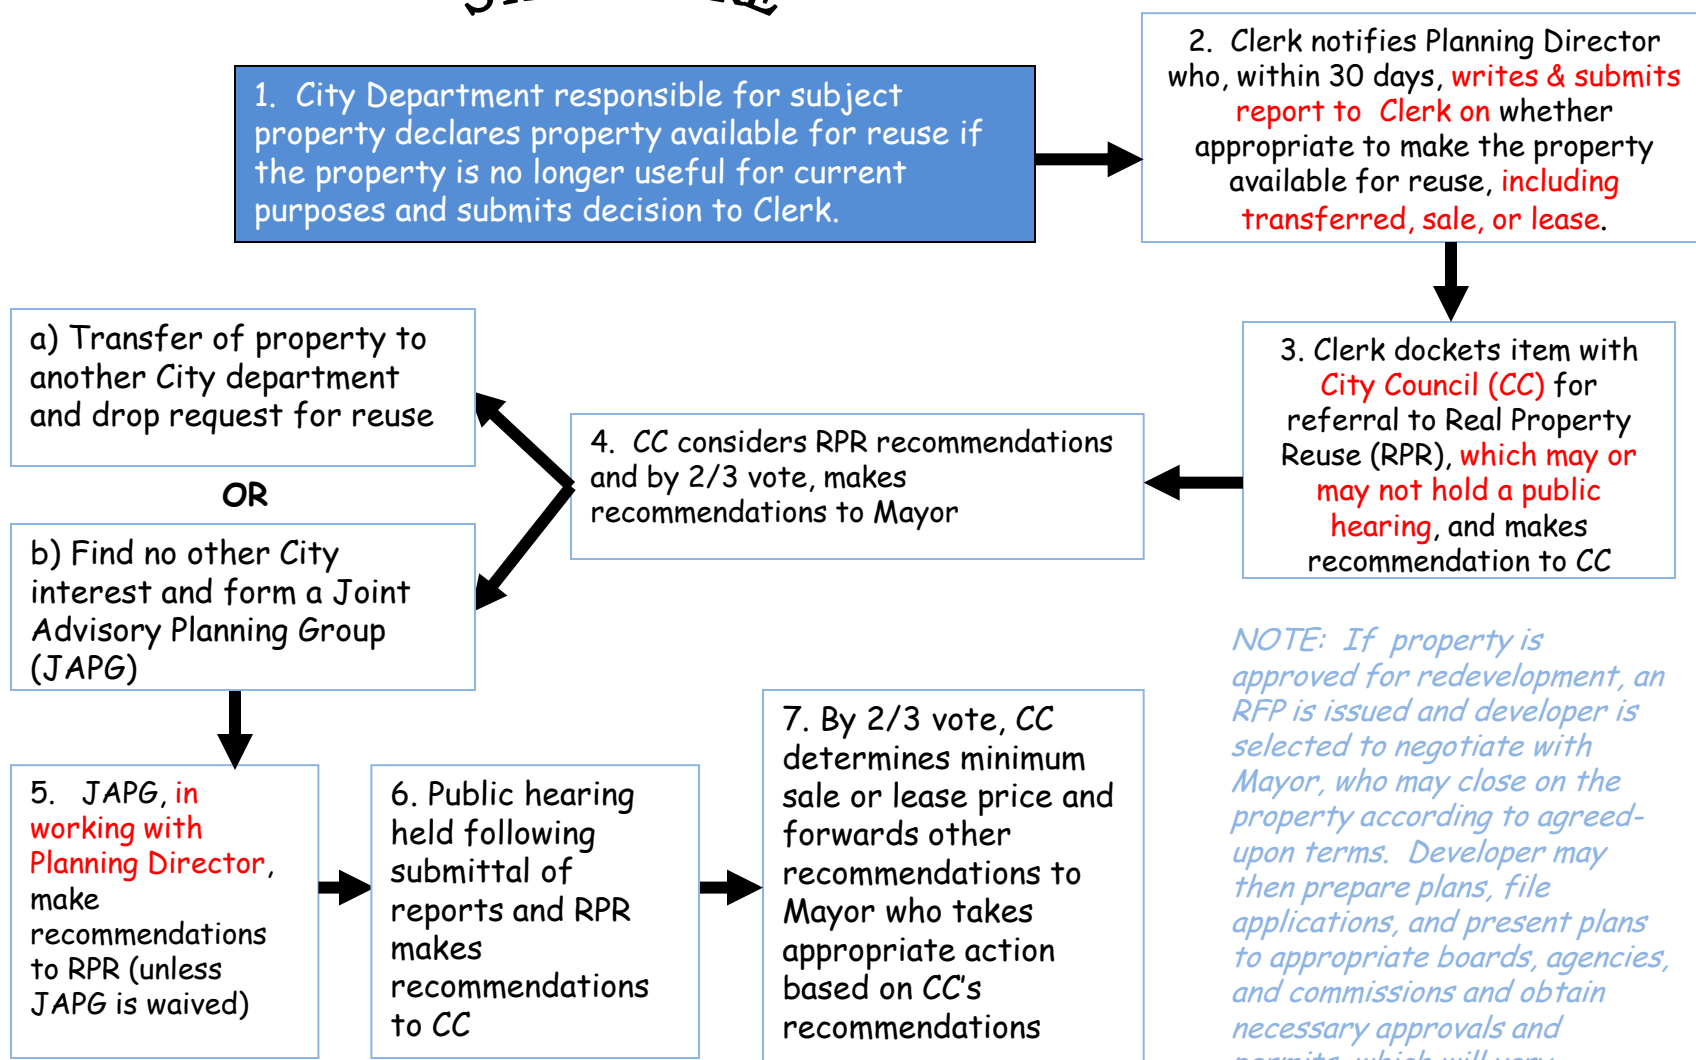 1. City Department responsible for subject
property declares property available for reuse if
the property is no longer useful for current
purposes and submits decision to Clerk.
2. Clerk notifies Planning Director
who, within 30 days, writes & submits
report to Clerk on whether
appropriate to make the property
available for reuse, including
transferred, sale, or lease.
3. Clerk dockets item with
City Council (CC) for
referral to Real Property
Reuse (RPR), which may or
may not hold a public
hearing, and makes
recommendation to CC
4. CC considers RPR recommendations
and by 2/3 vote, makes
recommendations to Mayor
a) Transfer of property to
another City department
and drop request for reuse
OR
b) Find no other City
interest and form a Joint
Advisory Planning Group
(JAPG)
5. JAPG, in
working with
Planning Director,
make
recommendations
to RPR (unless
JAPG is waived)
6. Public hearing
held following
submittal of
reports and RPR
makes
recommendations
to CC
7. By 2/3 vote, CC
determines minimum
sale or lease price and
forwards other
recommendations to
Mayor who takes
appropriate action
based on CC's
recommendations
NOTE: If property is
approved for redevelopment, an
RFP is issued and developer is
selected to negotiate with
Mayor, who may close on the
property according to agreed-
upon terms. Developer may
then prepare plans, file
applications, and present plans
to appropriate boards, agencies,
and commissions and obtain
necessary approvals and